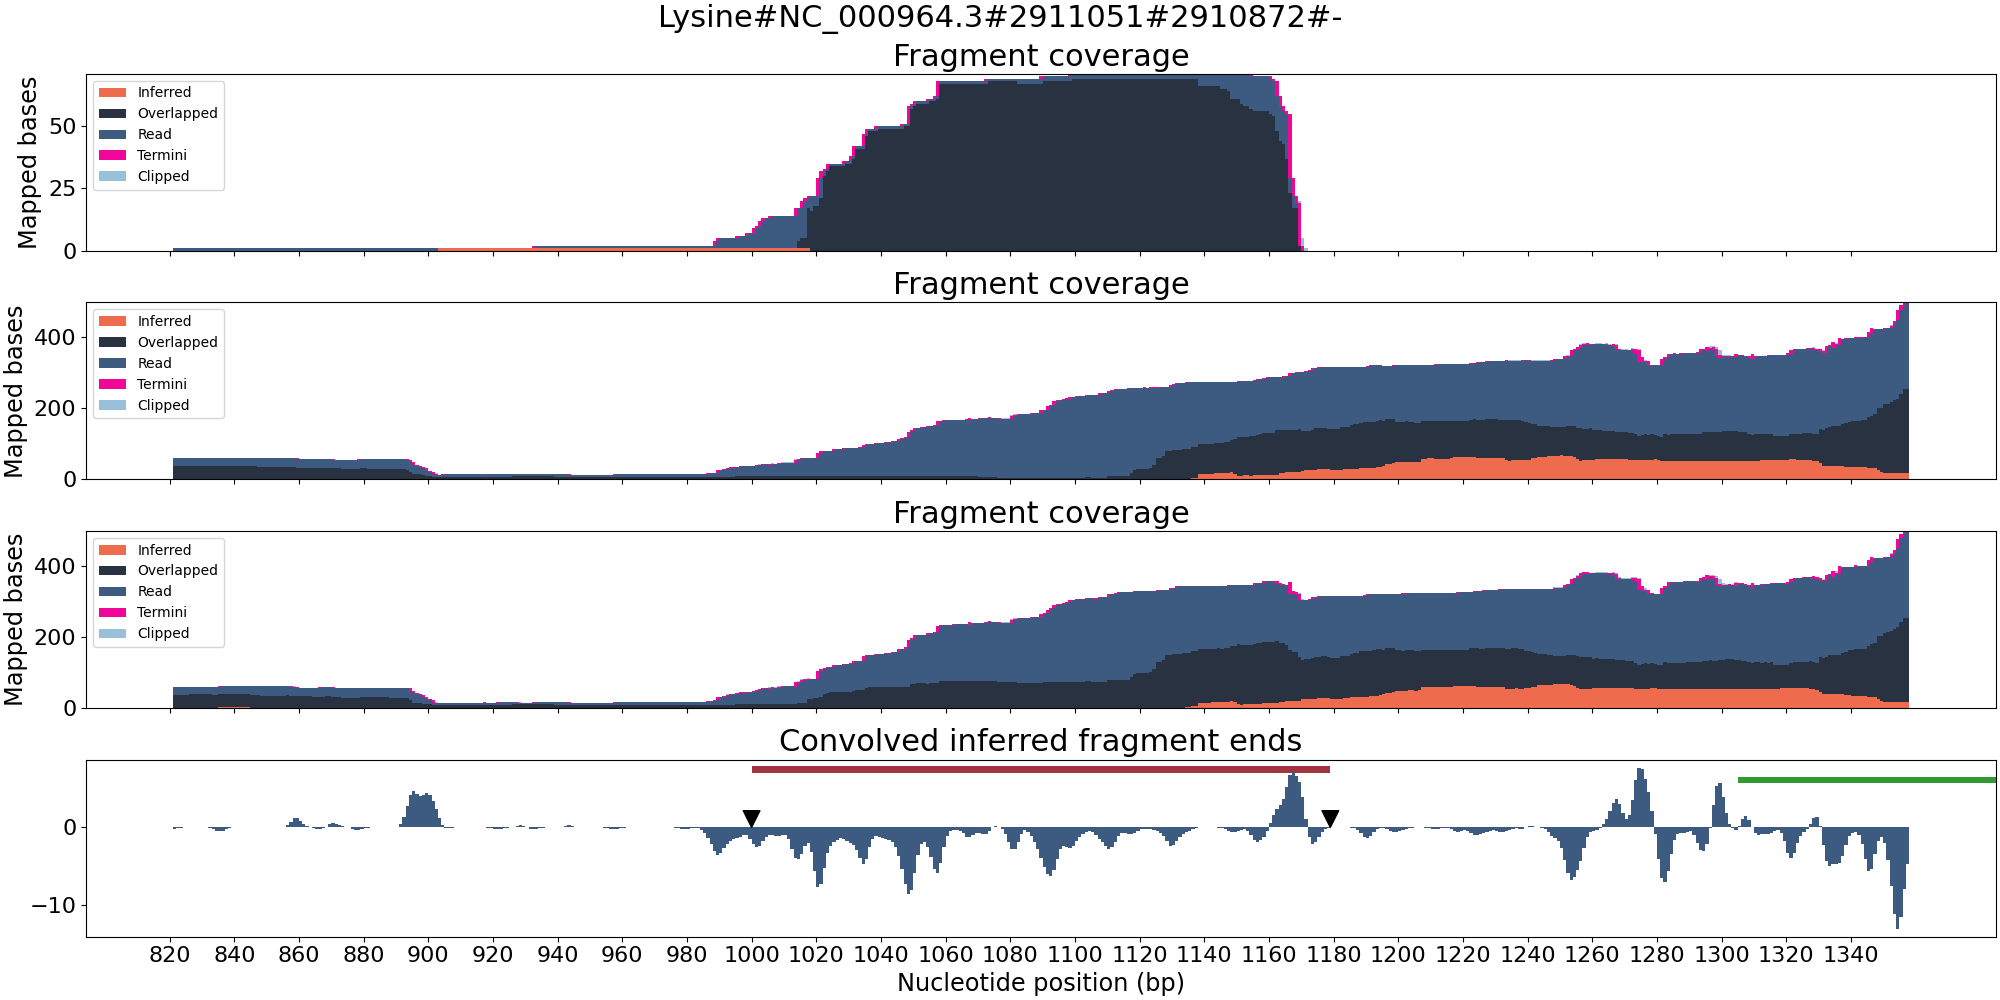 Lysine#NC_000964.3#2911051#2910872#-
Fragment coverage
Mapped bases
50
25
0
Inferred
Overlapped
Read
Termini
Clipped
Fragment coverage
Mapped bases
400
200
0
Inferred
Overlapped
Read
Termini
Clipped
Fragment coverage
Mapped bases
400
200
0
Inferred
Overlapped
Read
Termini
Clipped
Convolved inferred fragment ends
0
−10
820 840 860 880 900 920 940 960 980 1000 1020 1040 1060 1080 1100 1120 1140 1160 1180 1200 1220 1240 1260 1280 1300 1320 1340
Nucleotide position (bp)